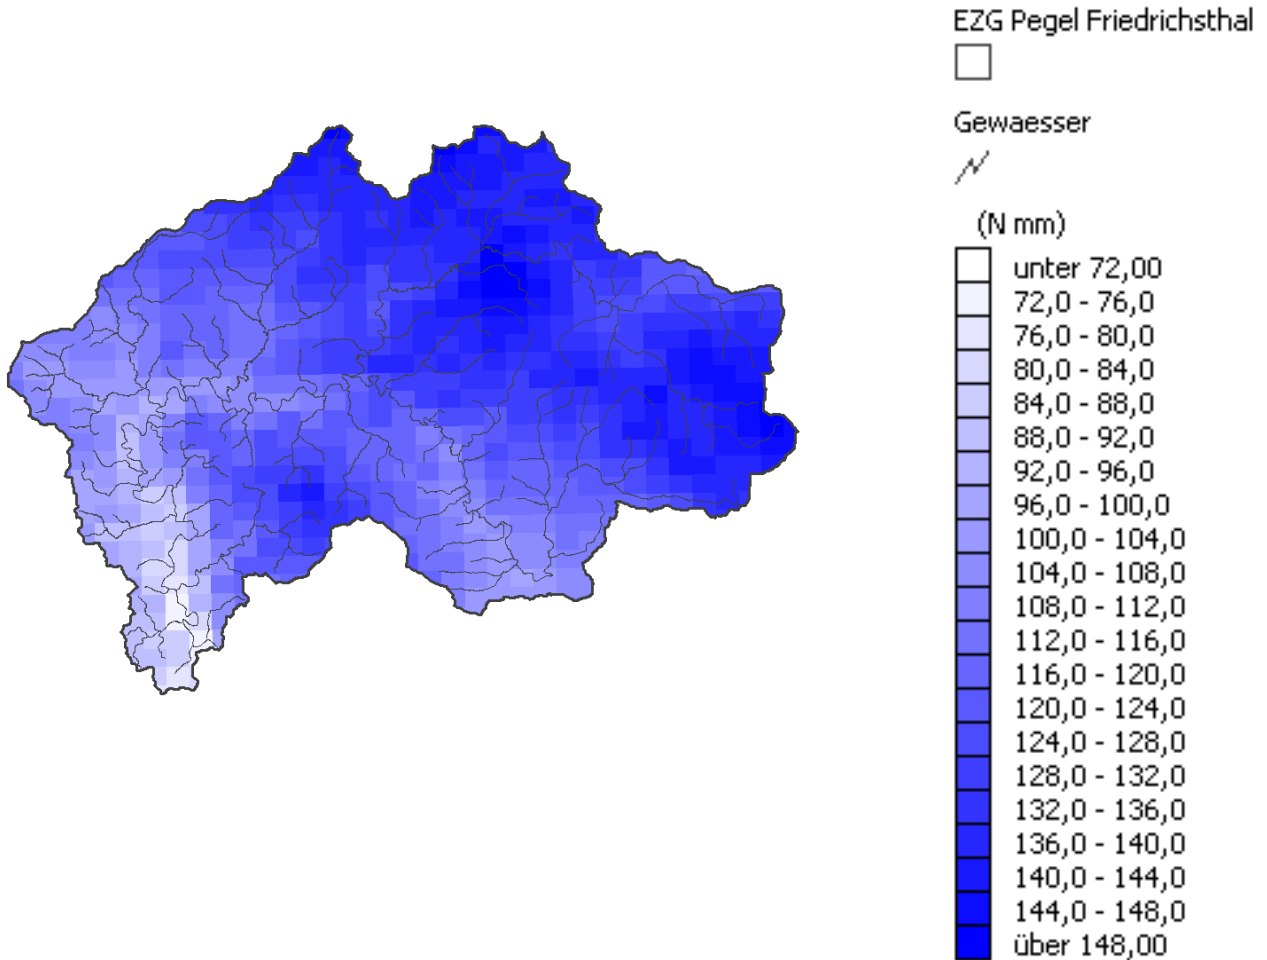 EZG Pegel Friedrichsthal
Gewaesser
(N mm)
unter 72,00
72,0 - 76,0
76,0 - 80,0
80,0 - 84,0
84,0 - 88,0
88,0 - 92,0
92,0 - 96,0
96,0 - 100,0
100,0 - 104,0
104,0 - 108,0
108,0 - 112,0
112,0 - 116,0
116,0 - 120,0
120,0 - 124,0
124,0 - 128,0
128,0 - 132,0
132,0 - 136,0
136,0 - 140,0
140,0 - 144,0
144,0 - 148,0
über 148,00